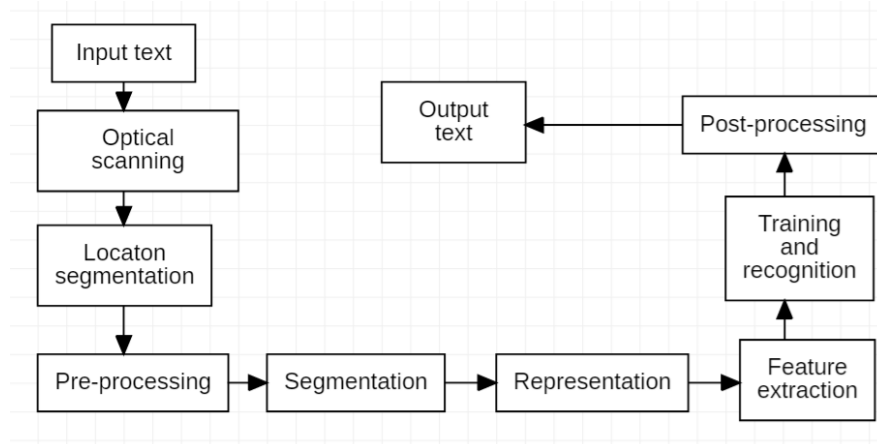 Input text
Optical
scanning
Locaton
segmentation
Pre-processing
Segmentation
Representation
Feature
extraction
Training
and
recognition
Post-processing
Output
text